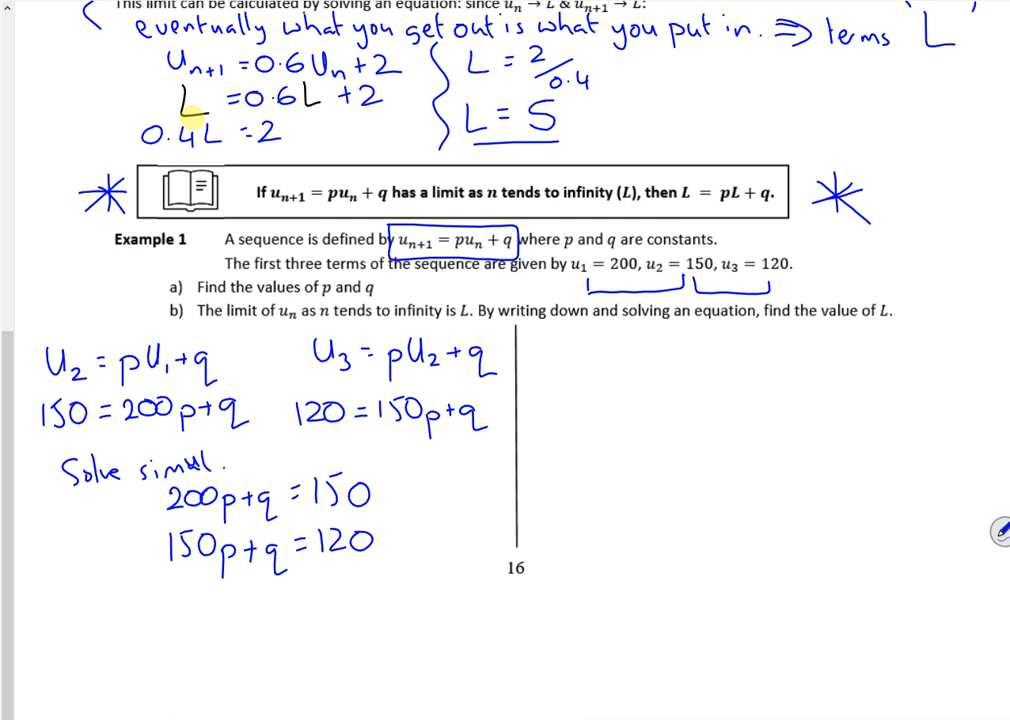 This limit can be calculated by solving an equation: since uₙ → L & uₙ₊₁ → L:
eventually what you get out is what you put in. ⇒ terms 'L'
Uₙ₊₁ = 0.6Uₙ + 2
L = 2/0.4
L = 0.6L + 2
L = 5
0.4L = 2
If uₙ₊₁ = puₙ + q has a limit as n tends to infinity (L), then L = pL + q.
Example 1 A sequence is defined by uₙ₊₁ = puₙ + q where p and q are constants.
The first three terms of the sequence are given by u₁ = 200, u₂ = 150, u₃ = 120.
a) Find the values of p and q
b) The limit of uₙ as n tends to infinity is L. By writing down and solving an equation, find the value of L.
U₂ = pU₁ + q U₃ = pU₂ + q
150 = 200p + q 120 = 150p + q
Solve simul.
200p + q = 150
150p + q = 120
16